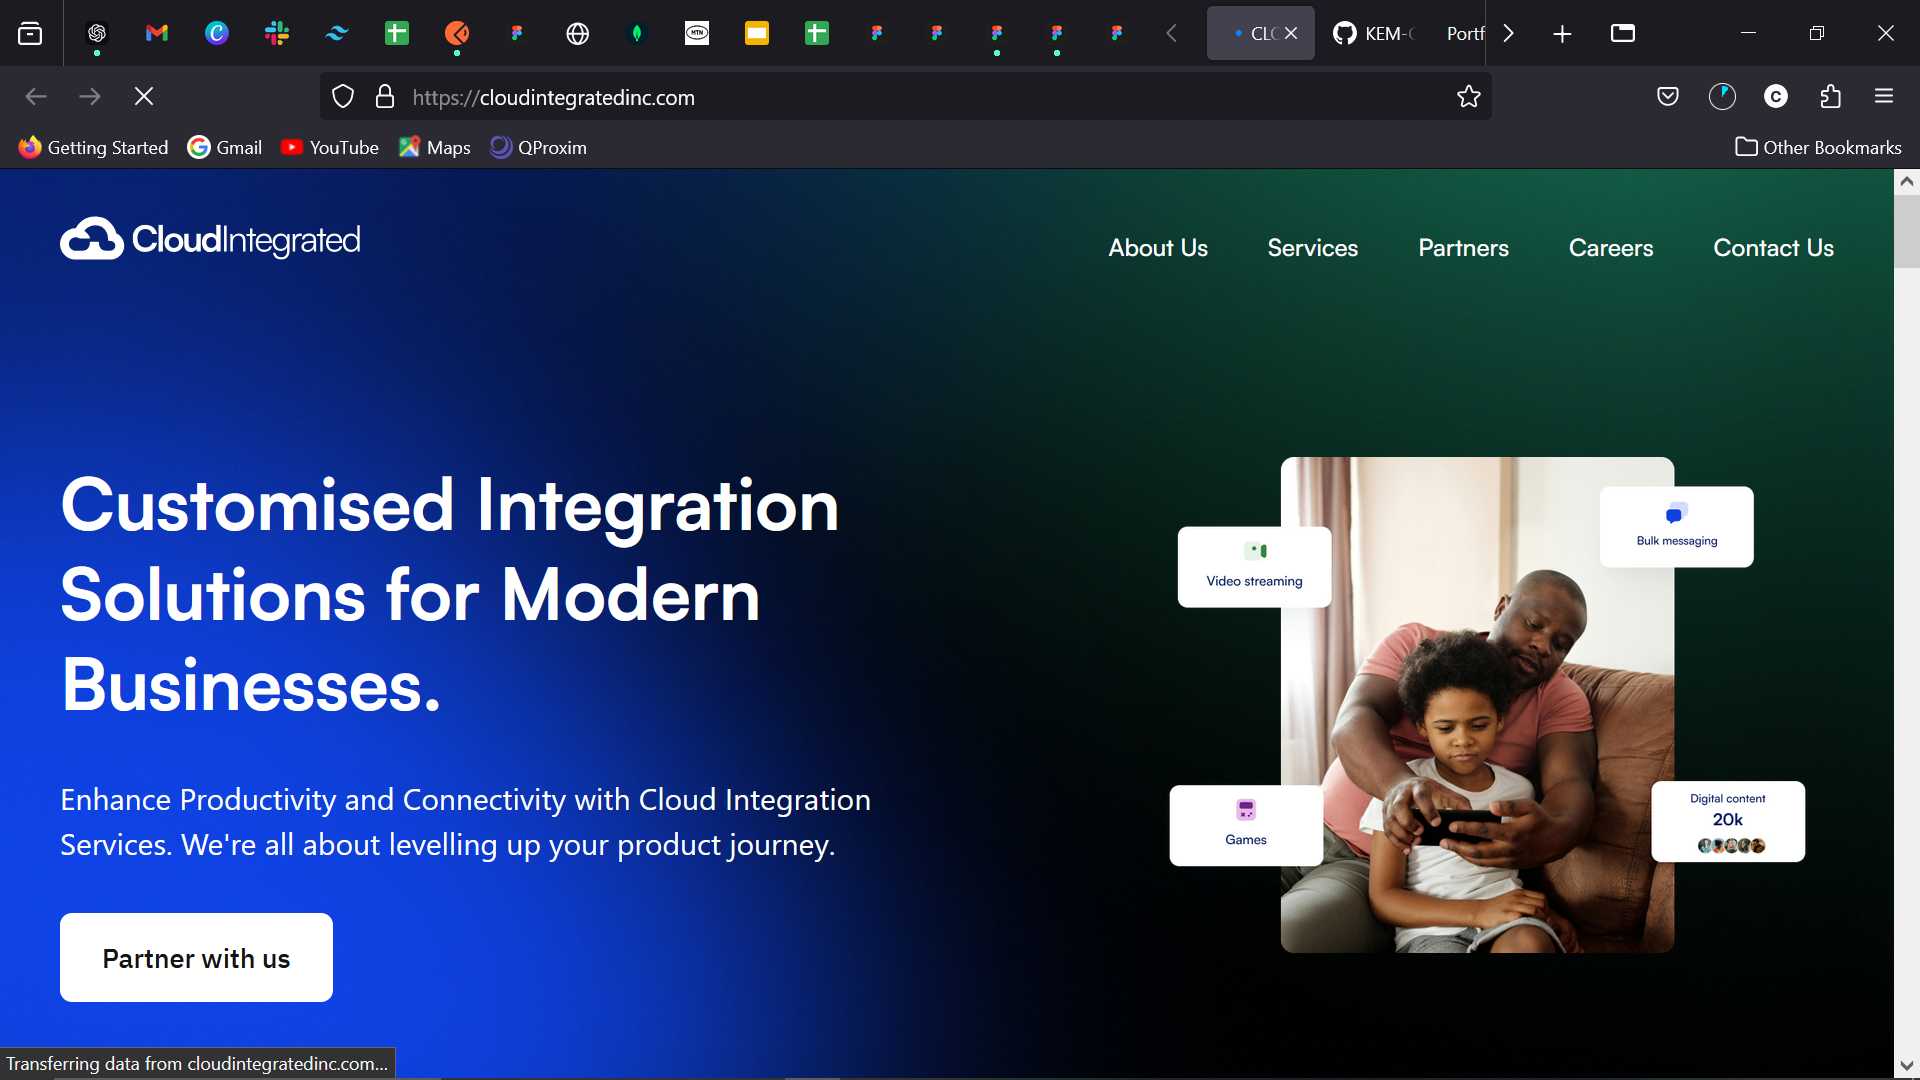 CLO
KEM-
Portf
https://cloudintegratedinc.com
Getting Started
Gmail
YouTube
Maps
QProxim
Other Bookmarks
CloudIntegrated
About Us
Services
Partners
Careers
Contact Us
Customised Integration
Solutions for Modern
Businesses.
Enhance Productivity and Connectivity with Cloud Integration
Services. We're all about levelling up your product journey.
Partner with us
Video streaming
Bulk messaging
Games
Digital content
20k
Transferring data from cloudintegratedinc.com...